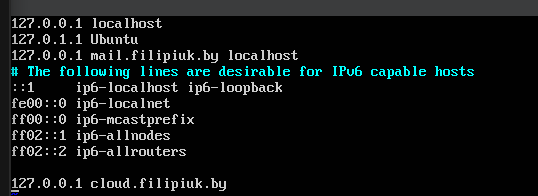 127.0.0.1 localhost
127.0.1.1 Ubuntu
127.0.0.1 mail.filipiuk.by localhost
# The following lines are desirable for IPv6 capable hosts
::1     ip6-localhost ip6-loopback
fe00::0 ip6-localnet
ff00::0 ip6-mcastprefix
ff02::1 ip6-allnodes
ff02::2 ip6-allrouters
127.0.0.1 cloud.filipiuk.by